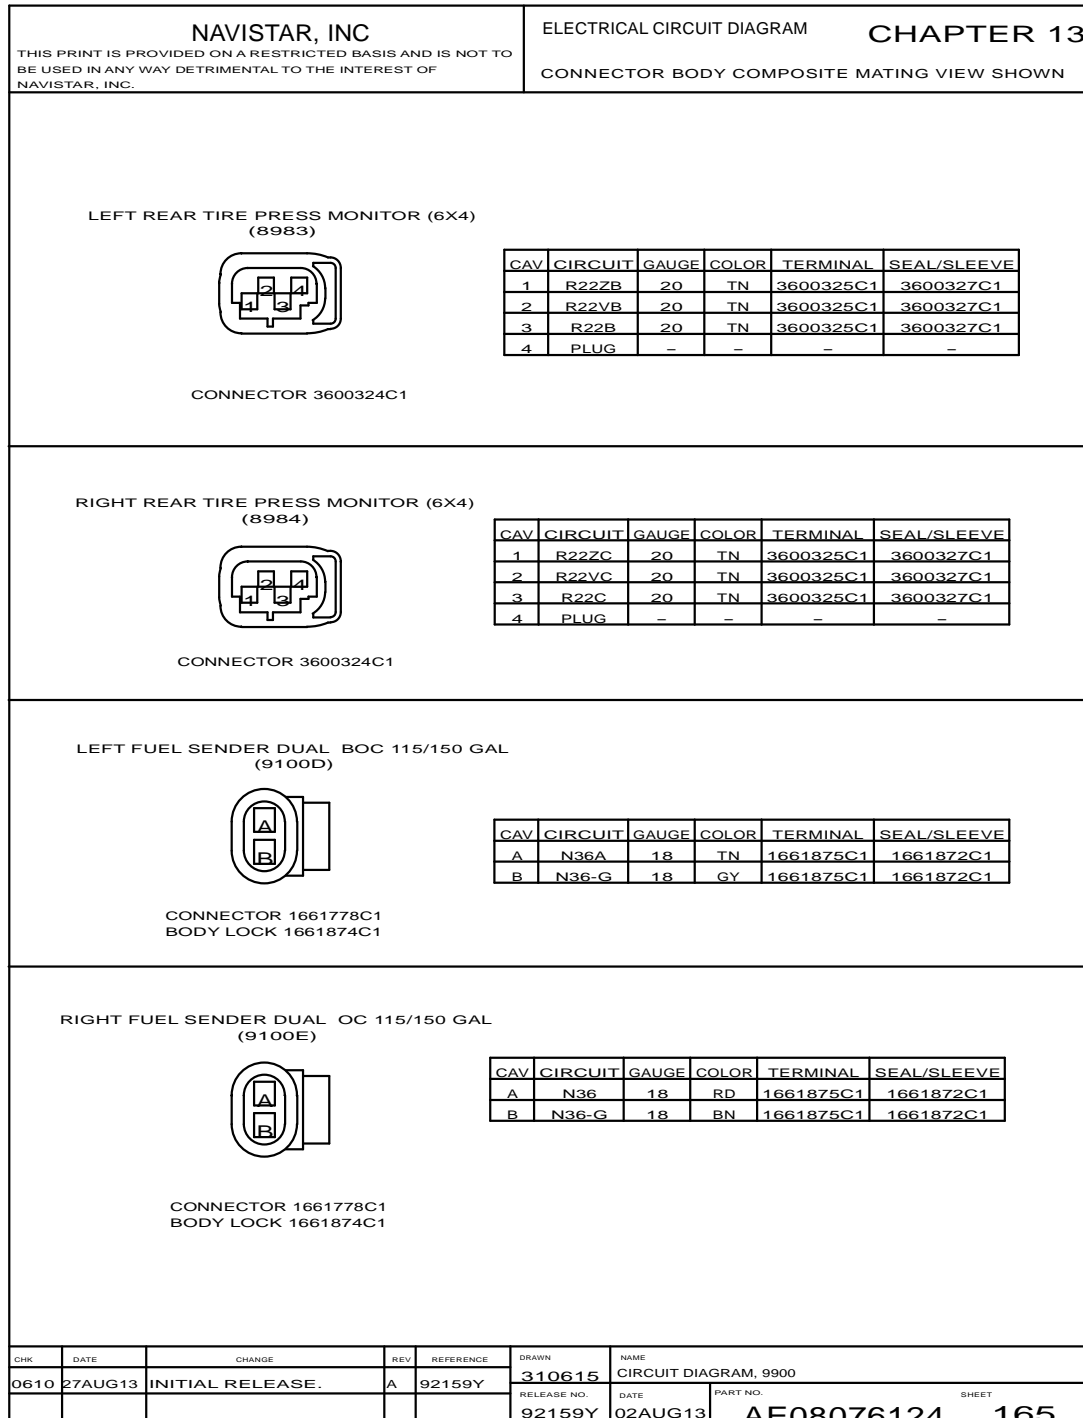 NAVISTAR, INC
THIS PRINT IS PROVIDED ON A RESTRICTED BASIS AND IS NOT TO
BE USED IN ANY WAY DETRIMENTAL TO THE INTEREST OF
NAVISTAR, INC.
ELECTRICAL CIRCUIT DIAGRAM CHAPTER 13
CONNECTOR BODY COMPOSITE MATING VIEW SHOWN
LEFT REAR TIRE PRESS MONITOR (6X4)
(8983)
2 4
1 3
CONNECTOR 3600324C1
CAV CIRCUIT GAUGE COLOR TERMINAL SEAL/SLEEVE
1 R22ZB 20 TN 3600325C1 3600327C1
2 R22VB 20 TN 3600325C1 3600327C1
3 R22B 20 TN 3600325C1 3600327C1
4 PLUG – – – –
RIGHT REAR TIRE PRESS MONITOR (6X4)
(8984)
2 4
1 3
CONNECTOR 3600324C1
CAV CIRCUIT GAUGE COLOR TERMINAL SEAL/SLEEVE
1 R22ZC 20 TN 3600325C1 3600327C1
2 R22VC 20 TN 3600325C1 3600327C1
3 R22C 20 TN 3600325C1 3600327C1
4 PLUG – – – –
LEFT FUEL SENDER DUAL BOC 115/150 GAL
(9100D)
A
B
CONNECTOR 1661778C1
BODY LOCK 1661874C1
CAV CIRCUIT GAUGE COLOR TERMINAL SEAL/SLEEVE
A N36A 18 TN 1661875C1 1661872C1
B N36-G 18 GY 1661875C1 1661872C1
RIGHT FUEL SENDER DUAL OC 115/150 GAL
(9100E)
A
B
CONNECTOR 1661778C1
BODY LOCK 1661874C1
CAV CIRCUIT GAUGE COLOR TERMINAL SEAL/SLEEVE
A N36 18 RD 1661875C1 1661872C1
B N36-G 18 BN 1661875C1 1661872C1
CHK DATE CHANGE REV REFERENCE
0610 27AUG13 INITIAL RELEASE. A 92159Y
DRAWN
310615
NAME
CIRCUIT DIAGRAM, 9900
RELEASE NO.
92159Y
DATE
02AUG13
PART NO.
AE08076124
SHEET
165